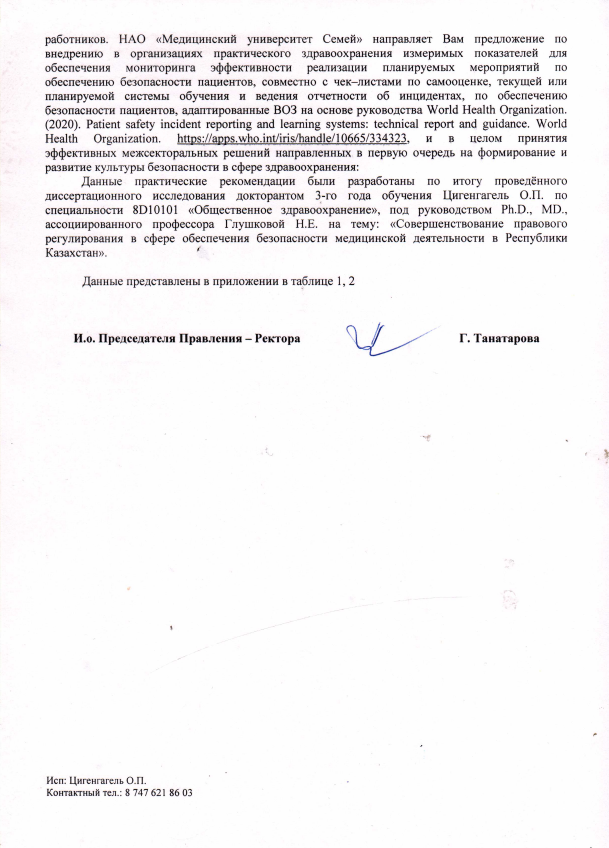 работников. НАО «Медицинский университет Семей» направляет Вам предложение по
внедрению в организациях практического здравоохранения измеримых показателей для
обеспечения мониторинга эффективности реализации планируемых мероприятий по
обеспечению безопасности пациентов, совместно с чек–листами по самооценке, текущей или
планируемой системы обучения и ведения отчетности об инцидентах, по обеспечению
безопасности пациентов, адаптированные ВОЗ на основе руководства World Health Organization.
(2020). Patient safety incident reporting and learning systems: technical report and guidance. World
Health Organization. https://apps.who.int/iris/handle/10665/334323, и в целом принятия
эффективных межсекторальных решений направленных в первую очередь на формирование и
развитие культуры безопасности в сфере здравоохранения:
Данные практические рекомендации были разработаны по итогу проведённого
диссертационного исследования докторантом 3-го года обучения Цигенгагель О.П. по
специальности 8D10101 «Общественное здравоохранение», под руководством Ph.D., MD.,
ассоциированного профессора Глушковой Н.Е. на тему: «Совершенствование правового
регулирования в сфере обеспечения безопасности медицинской деятельности в Республики
Казахстан».
Данные представлены в приложении в таблице 1, 2
И.о. Председателя Правления – Ректора Г. Танатарова
Исп: Цигенгагель О.П.
Контактный тел.: 8 747 621 86 03